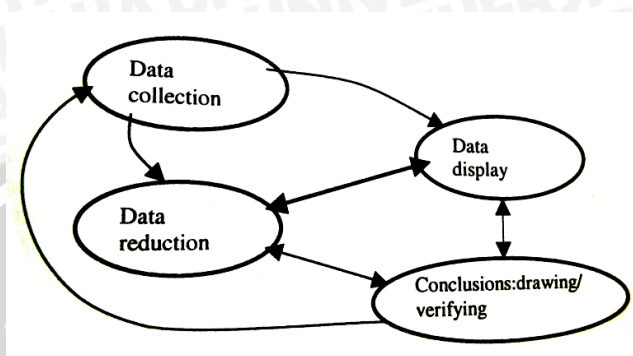 Data
collection
Data
display
Data
reduction
Conclusions:drawing/
verifying